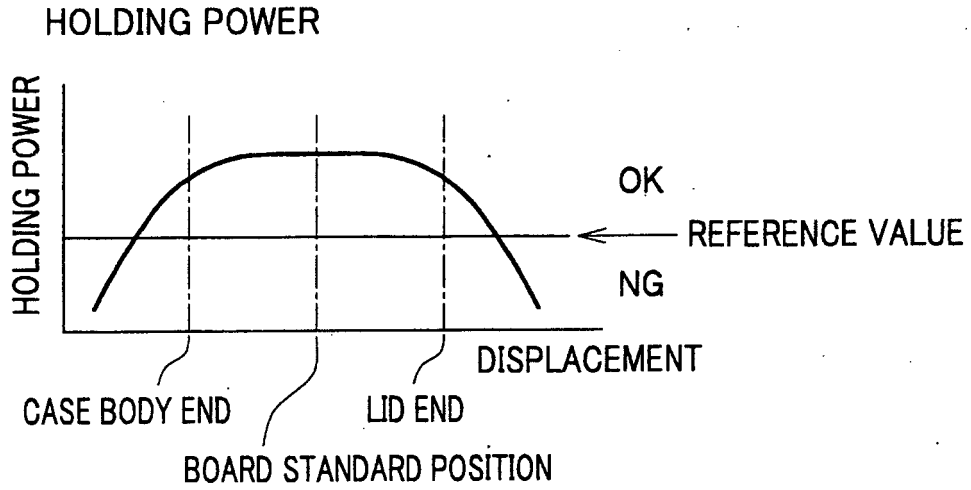 HOLDING POWER
HOLDING POWER
OK
REFERENCE VALUE
NG
DISPLACEMENT
CASE BODY END
LID END
BOARD STANDARD POSITION